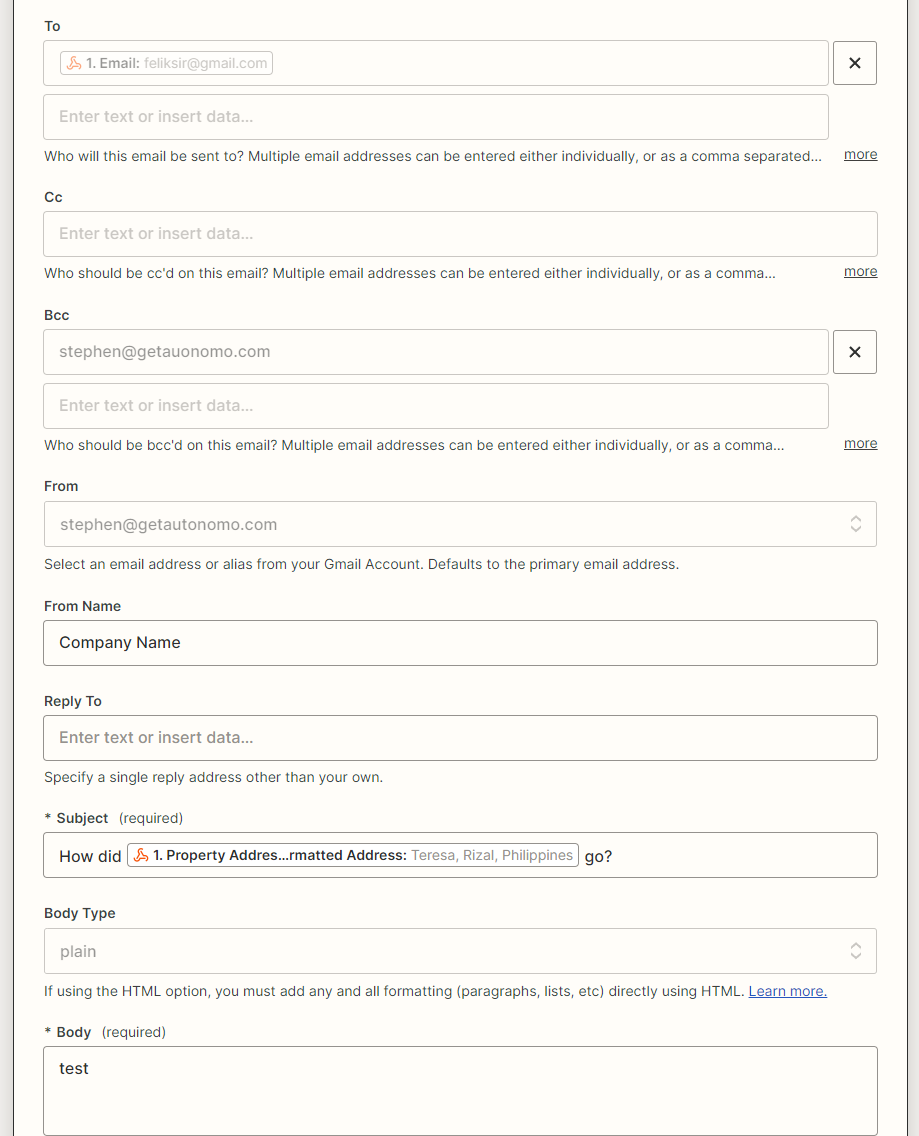 To
1. Email: feliksir@gmail.com
Enter text or insert data...
Who will this email be sent to? Multiple email addresses can be entered either individually, or as a comma separated... more
Cc
Enter text or insert data...
Who should be cc'd on this email? Multiple email addresses can be entered either individually, or as a comma... more
Bcc
stephen@getauonomo.com
Enter text or insert data...
Who should be bcc'd on this email? Multiple email addresses can be entered either individually, or as a comma... more
From
stephen@getautonomo.com
Select an email address or alias from your Gmail Account. Defaults to the primary email address.
From Name
Company Name
Reply To
Enter text or insert data...
Specify a single reply address other than your own.
* Subject (required)
How did 1. Property Addres...rmatted Address: Teresa, Rizal, Philippines go?
Body Type
plain
If using the HTML option, you must add any and all formatting (paragraphs, lists, etc) directly using HTML. Learn more.
* Body (required)
test